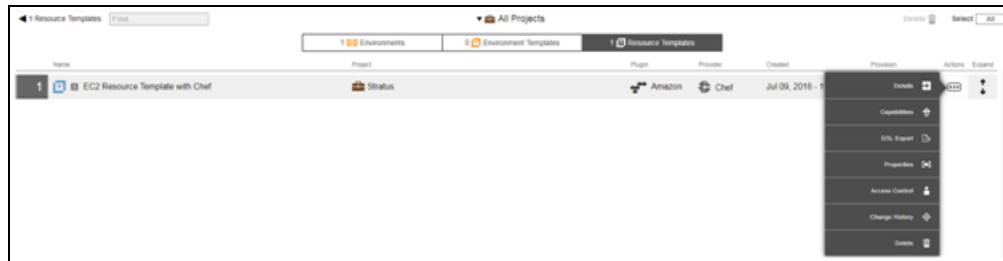 1 Resource Templates Find All Projects Delete Select All
1 Environments 0 Environment Templates 1 Resource Templates
Name Project Plugin Provider Created Provision Actions Expand
1 EC2 Resource Template with Chef Stratus Amazon Chef Jul 09, 2016 - 1
Details
Capabilities
DSL Export
Properties
Access Control
Change History
Delete